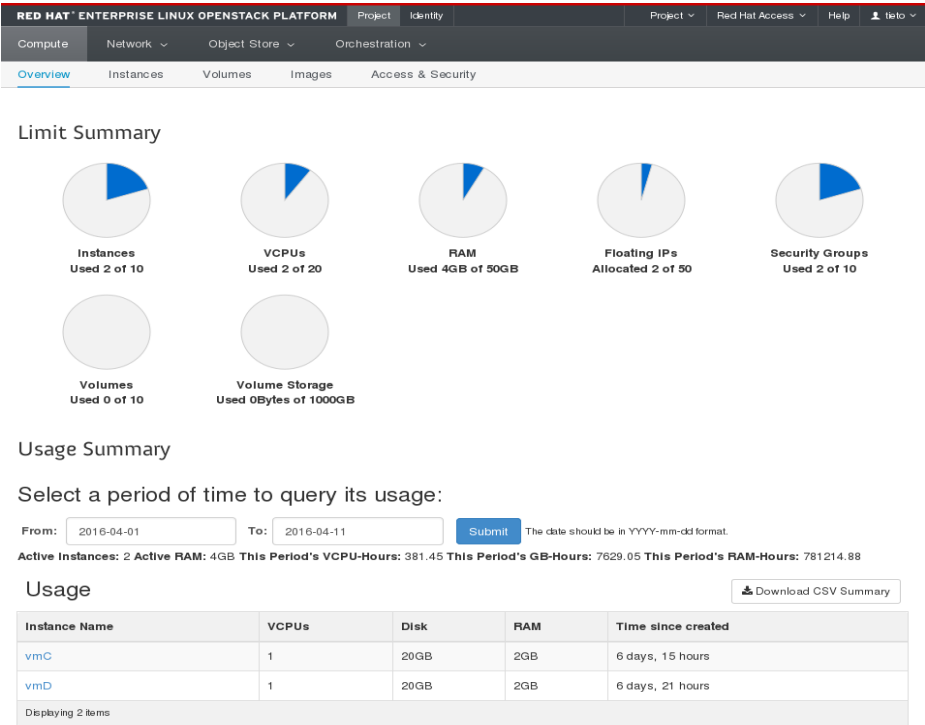 RED HAT® ENTERPRISE LINUX OPENSTACK PLATFORM Project Identity Project Red Hat Access Help tieto
Compute Network Object Store Orchestration
Overview Instances Volumes Images Access & Security
Limit Summary
Instances VCPUs RAM Floating IPs Security Groups
Used 2 of 10 Used 2 of 20 Used 4GB of 50GB Allocated 2 of 50 Used 2 of 10
Volumes Volume Storage
Used 0 of 10 Used 0Bytes of 1000GB
Usage Summary
Select a period of time to query its usage:
From: 2016-04-01 To: 2016-04-11 Submit The date should be in YYYY-mm-dd format.
Active Instances: 2 Active RAM: 4GB This Period's VCPU-Hours: 381.45 This Period's GB-Hours: 7629.05 This Period's RAM-Hours: 781214.88
Usage Download CSV Summary
Instance Name VCPUs Disk RAM Time since created
vmC 1 20GB 2GB 6 days, 15 hours
vmD 1 20GB 2GB 6 days, 21 hours
Displaying 2 items